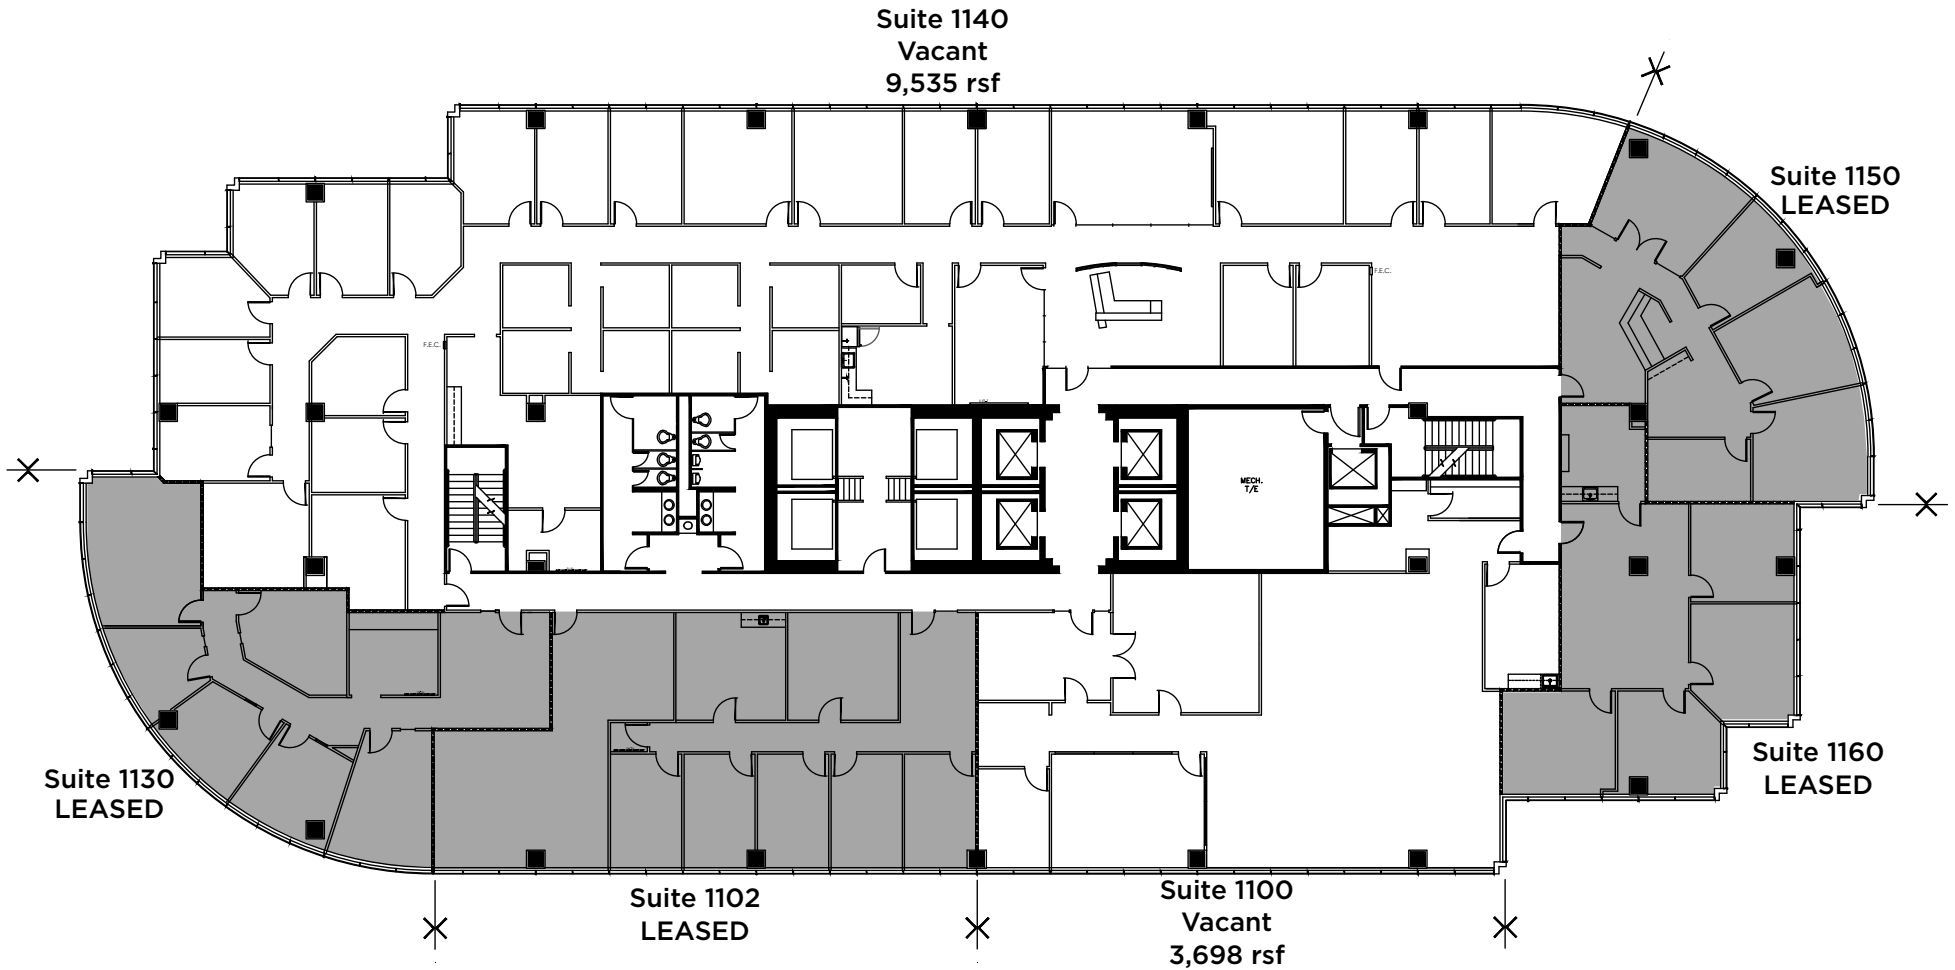 Suite 1140
Vacant
9,535 rsf
Suite 1150
LEASED
F.E.C.
F.E.C.
MECH.
T/E
Suite 1130
LEASED
Suite 1160
LEASED
Suite 1102
LEASED
Suite 1100
Vacant
3,698 rsf